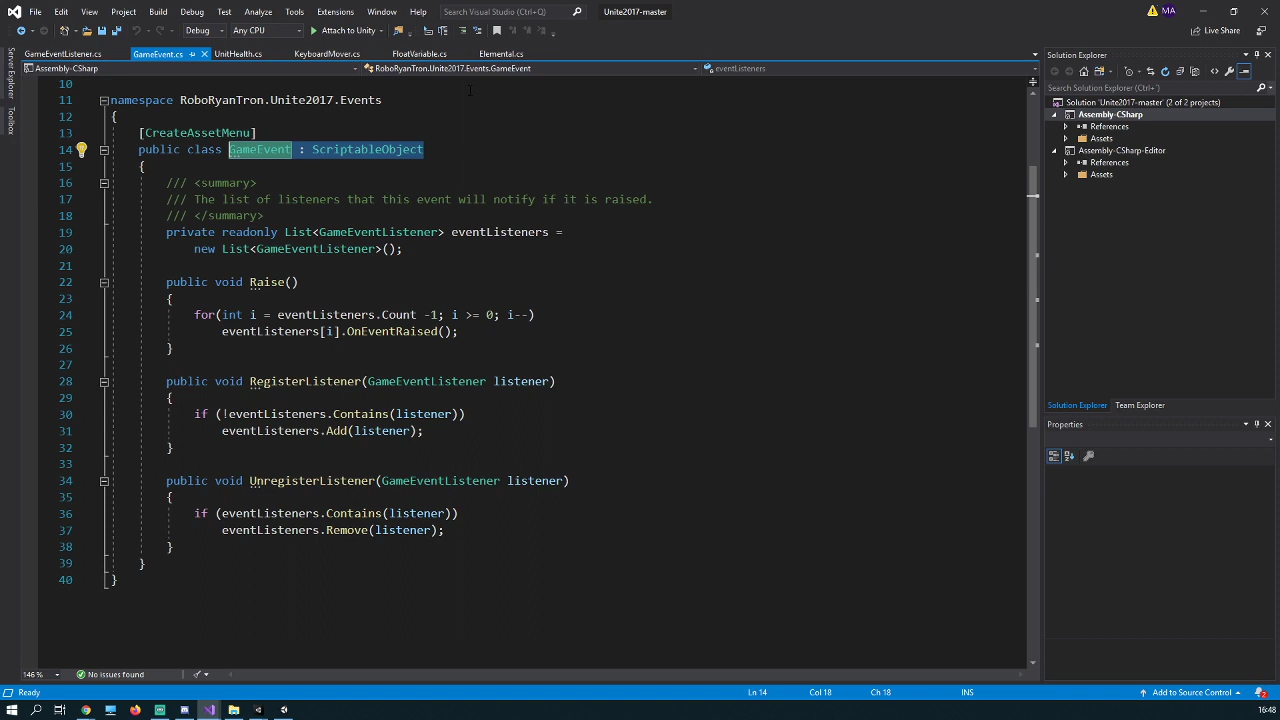 File Edit View Project Build Debug Test Analyze Tools Extensions Window Help Search Visual Studio (Ctrl+Q) Unite2017-master MA
Debug Any CPU Attach to Unity Live Share
GameEventListener.cs GameEvent.cs UnitHealth.cs KeyboardMover.cs FloatVariable.cs Elemental.cs
Assembly-CSharp RoboRyanTron.Unite2017.Events.GameEvent eventListeners
Server Explorer
Toolbox
10
11 namespace RoboRyanTron.Unite2017.Events
12 {
13 [CreateAssetMenu]
14 public class GameEvent : ScriptableObject
15 {
16 /// <summary>
17 /// The list of listeners that this event will notify if it is raised.
18 /// </summary>
19 private readonly List<GameEventListener> eventListeners =
20 new List<GameEventListener>();
21
22 public void Raise()
23 {
24 for(int i = eventListeners.Count -1; i >= 0; i--)
25 eventListeners[i].OnEventRaised();
26 }
27
28 public void RegisterListener(GameEventListener listener)
29 {
30 if (!eventListeners.Contains(listener))
31 eventListeners.Add(listener);
32 }
33
34 public void UnregisterListener(GameEventListener listener)
35 {
36 if (eventListeners.Contains(listener))
37 eventListeners.Remove(listener);
38 }
39 }
40 }
Solution Explorer
Search Solution Explorer (Ctrl+;)
Solution 'Unite2017-master' (2 of 2 projects)
Assembly-CSharp
References
Assets
Assembly-CSharp-Editor
References
Assets
Solution Explorer Team Explorer
Properties
146 % No issues found
Ready Ln 14 Col 18 Ch 18 INS Add to Source Control 2
16:48